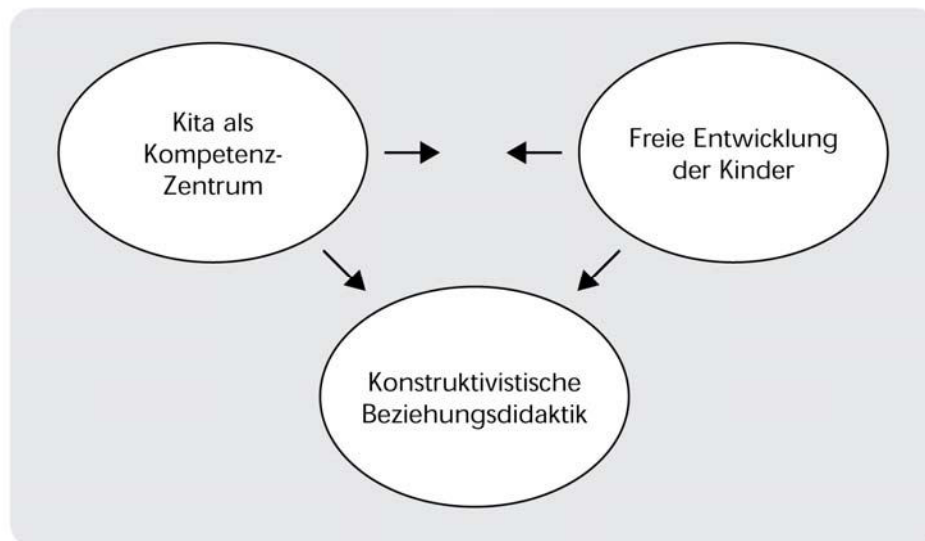 Kita als
Kompetenz-
Zentrum
Freie Entwicklung
der Kinder
Konstruktivistische
Beziehungsdidaktik